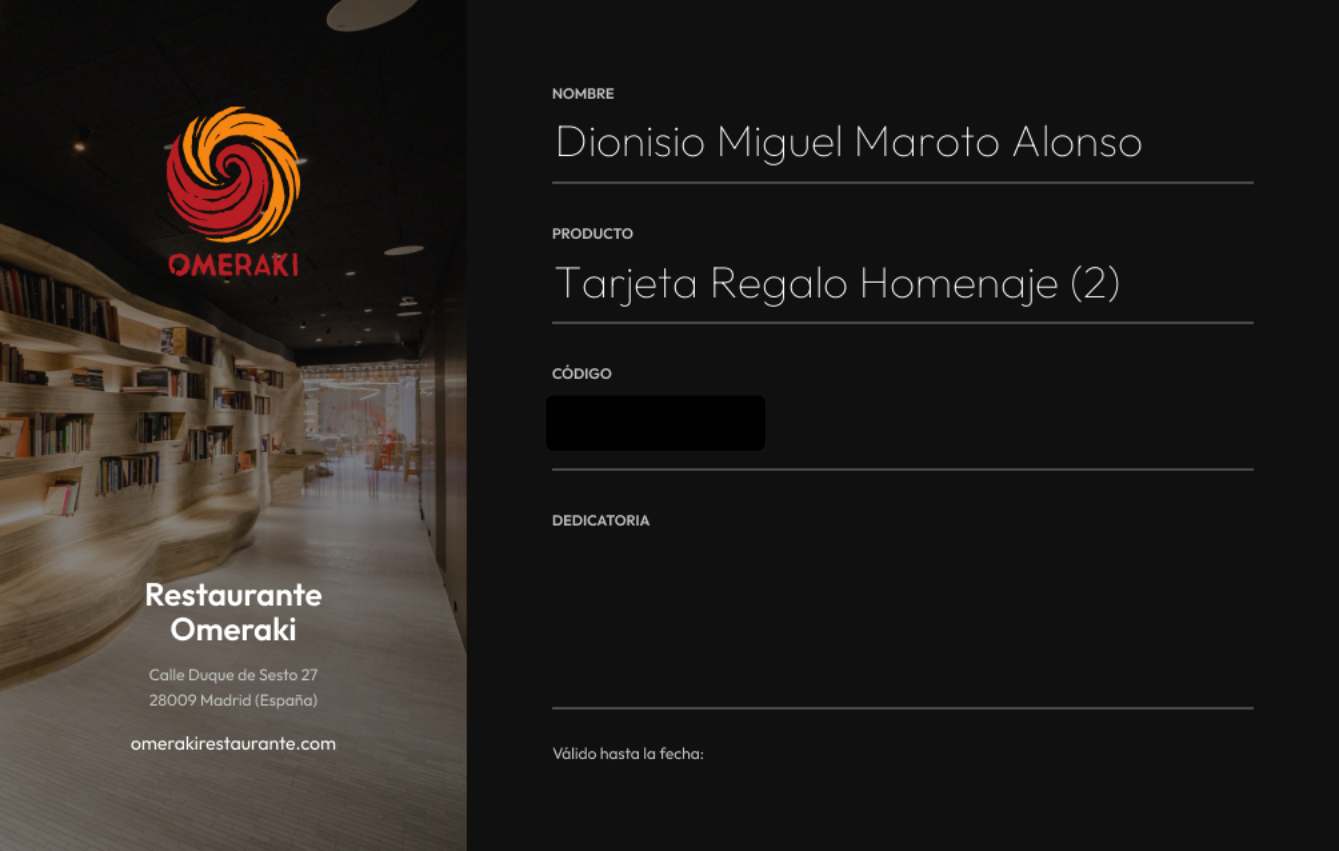 OMERAKI
Restaurante
Omeraki
Calle Duque de Sesto 27
28009 Madrid (España)
omerakirestaurante.com
NOMBRE
Dionisio Miguel Maroto Alonso
PRODUCTO
Tarjeta Regalo Homenaje (2)
CÓDIGO
DEDICATORIA
Válido hasta la fecha: